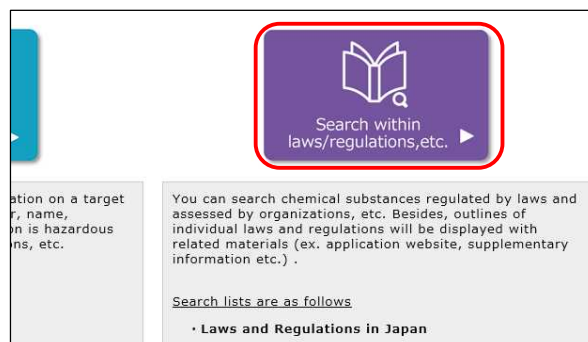 Search within
laws/regulations,etc.
ation on a target
r, name,
on is hazardous
ons, etc.
You can search chemical substances regulated by laws and
assessed by organizations, etc. Besides, outlines of
individual laws and regulations will be displayed with
related materials (ex. application website, supplementary
information etc.) .
Search lists are as follows
・Laws and Regulations in Japan